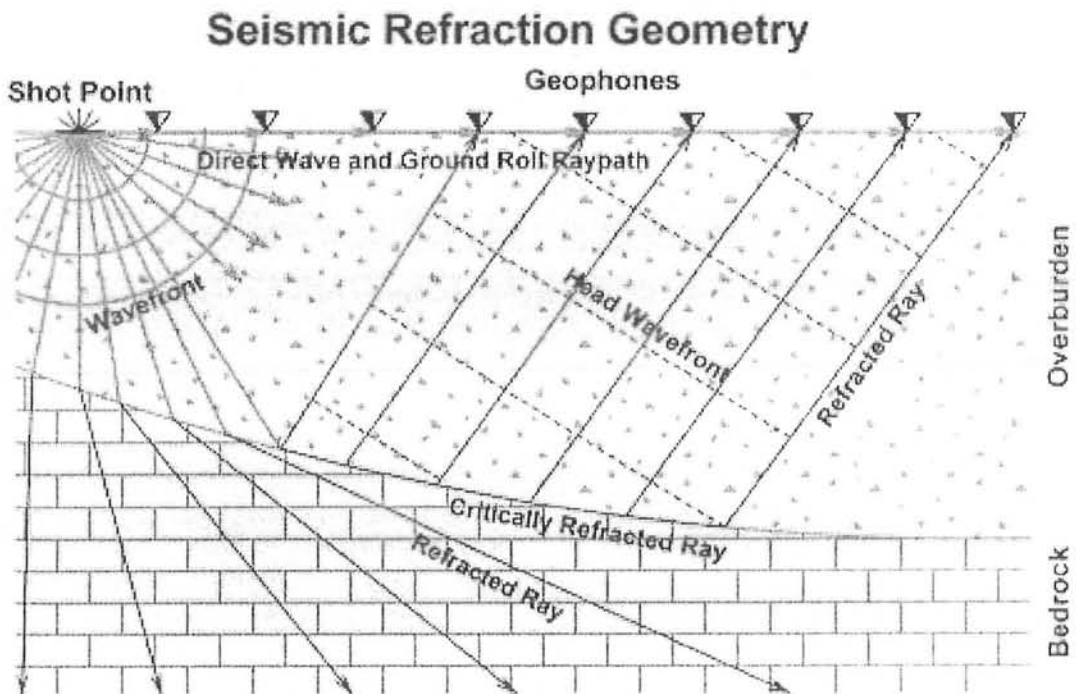 Seismic Refraction Geometry
Geophones
Shot Point
Direct Wave and Ground Roll Raypath
Wavefront
Head Wavefront
Refracted Ray
Overburden
Critically Refracted Ray
Refracted Ray
Bedrock